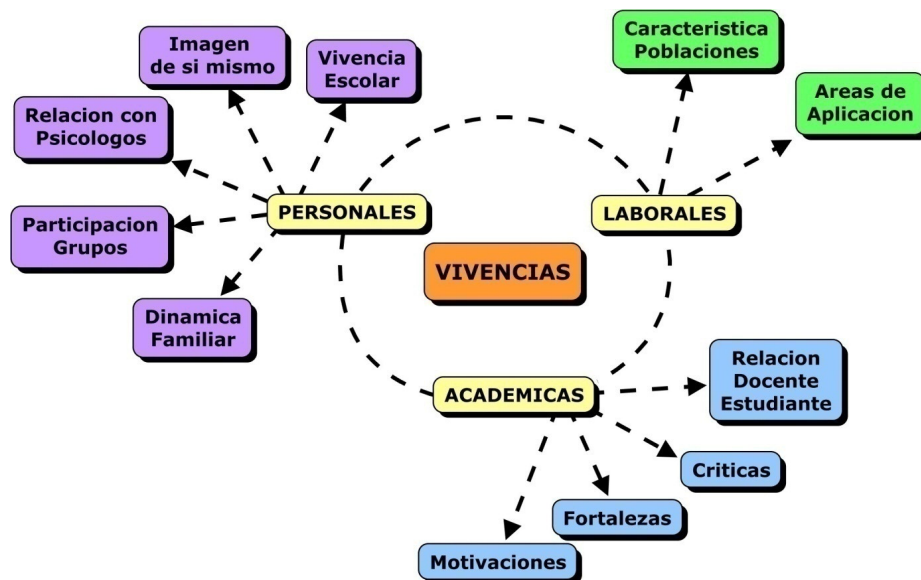 Imagen
de si mismo
Vivencia
Escolar
Relacion con
Psicologos
Participacion
Grupos
Dinamica
Familiar
PERSONALES
Caracteristica
Poblaciones
Areas de
Aplicacion
LABORALES
VIVENCIAS
ACADEMICAS
Relacion
Docente
Estudiante
Criticas
Fortalezas
Motivaciones